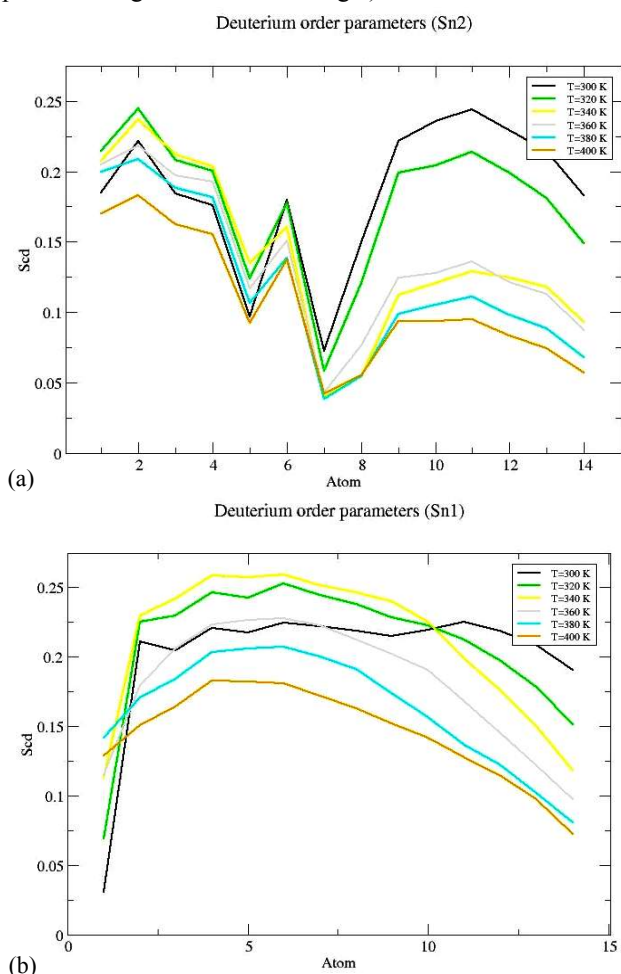 Deuterium order parameters (Sn2)
T=300 K
T=320 K
T=340 K
T=360 K
T=380 K
T=400 K
0.25
0.2
0.15
0.1
0.05
0
Scd
2 4 6 8 10 12 14
Atom
(a)
Deuterium order parameters (Sn1)
T=300 K
T=320 K
T=340 K
T=360 K
T=380 K
T=400 K
0.25
0.2
0.15
0.1
0.05
0
Scd
0 5 10 15
Atom
(b)